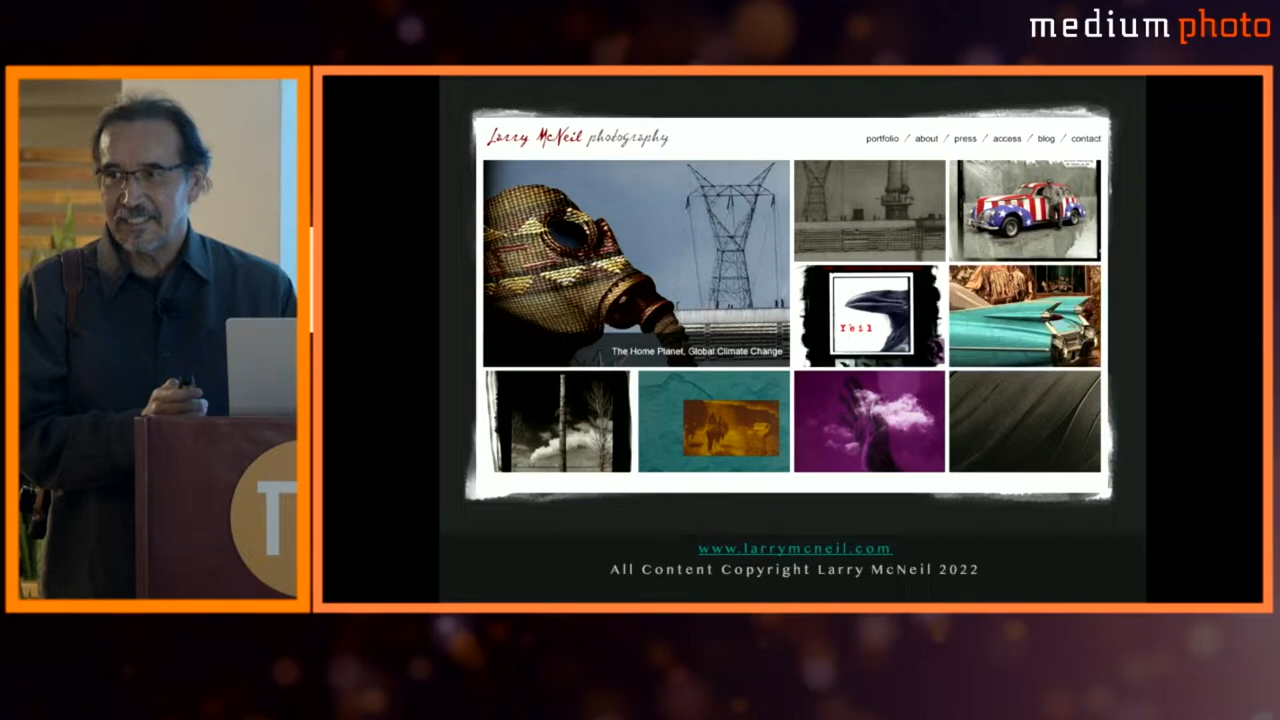 medium photo
Larry McNeil photography
portfolio / about / press / access / blog / contact
Yeil
The Home Planet, Global Climate Change
www.larrymcneil.com
All Content Copyright Larry McNeil 2022
T